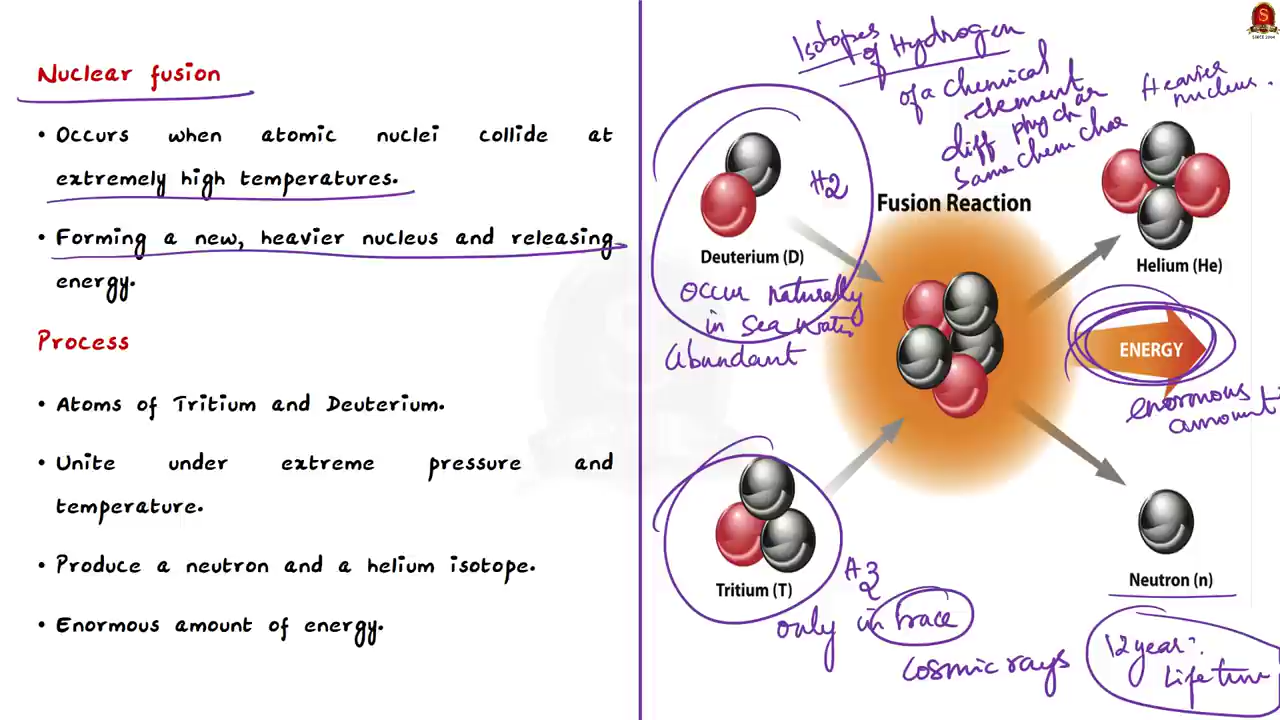 Nuclear fusion
• Occurs when atomic nuclei collide at
extremely high temperatures.
• Forming a new, heavier nucleus and releasing
energy.
Process
• Atoms of Tritium and Deuterium.
• Unite under extreme pressure and
temperature.
• Produce a neutron and a helium isotope.
• Enormous amount of energy.
Isotopes
of Hydrogen
of a chemical
element
diff phy char
same chem char
Heavier
nucleus.
H2
Fusion Reaction
Deuterium (D)
Helium (He)
Occur naturally
in sea water
Abundant
ENERGY
enormous
amount
Tritium (T)
H3
Neutron (n)
only in trace
cosmic rays
12 year
Life time
S